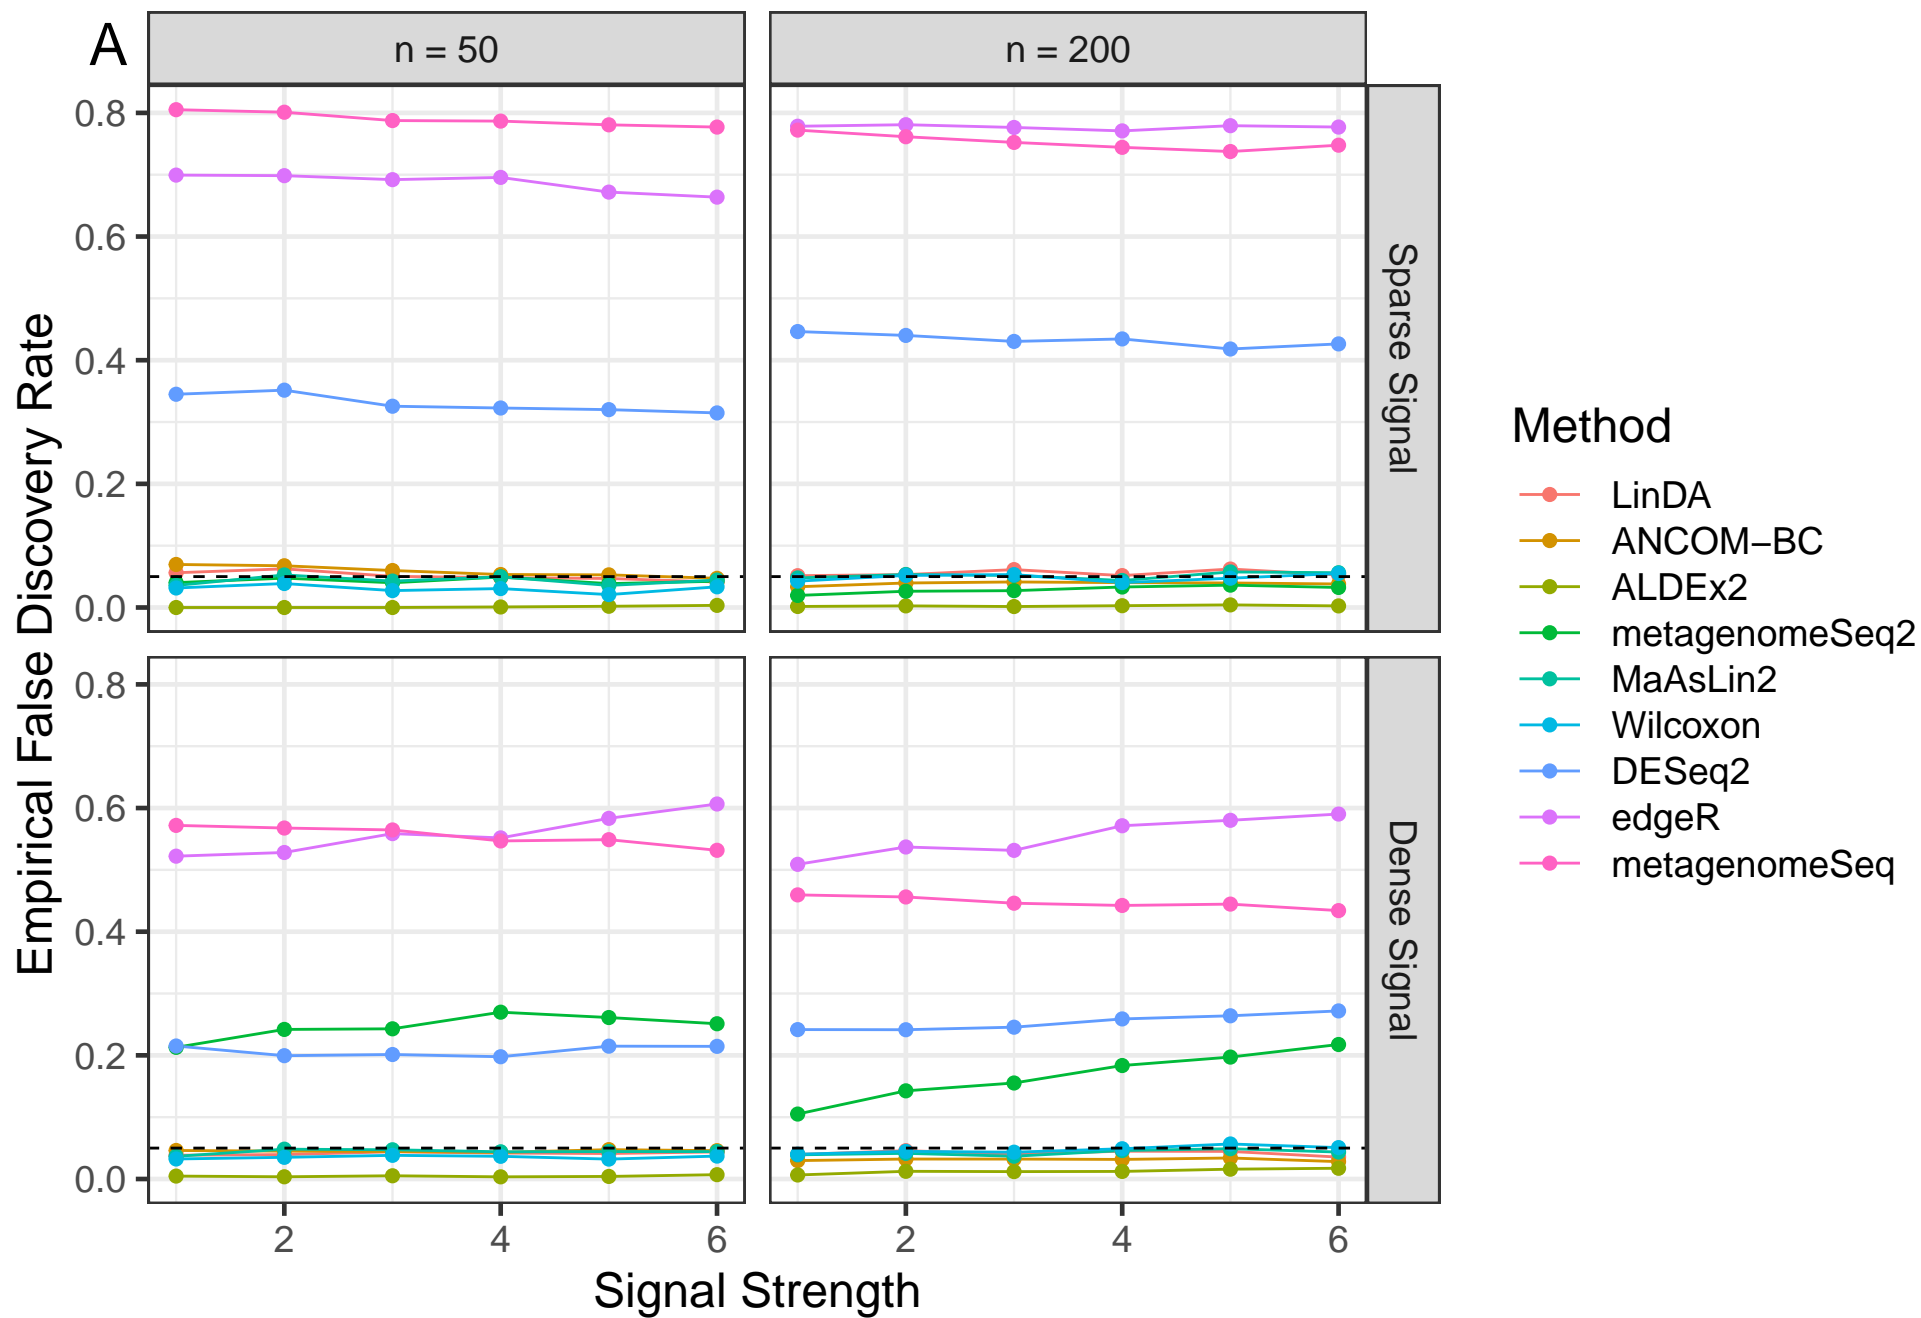 A
n = 50
n = 200
Empirical False Discovery Rate
0.8
0.6
0.4
0.2
0.0
Sparse Signal
0.8
0.6
0.4
0.2
0.0
Dense Signal
2
4
6
2
4
6
Signal Strength
Method
LinDA
ANCOM−BC
ALDEx2
metagenomeSeq2
MaAsLin2
Wilcoxon
DESeq2
edgeR
metagenomeSeq